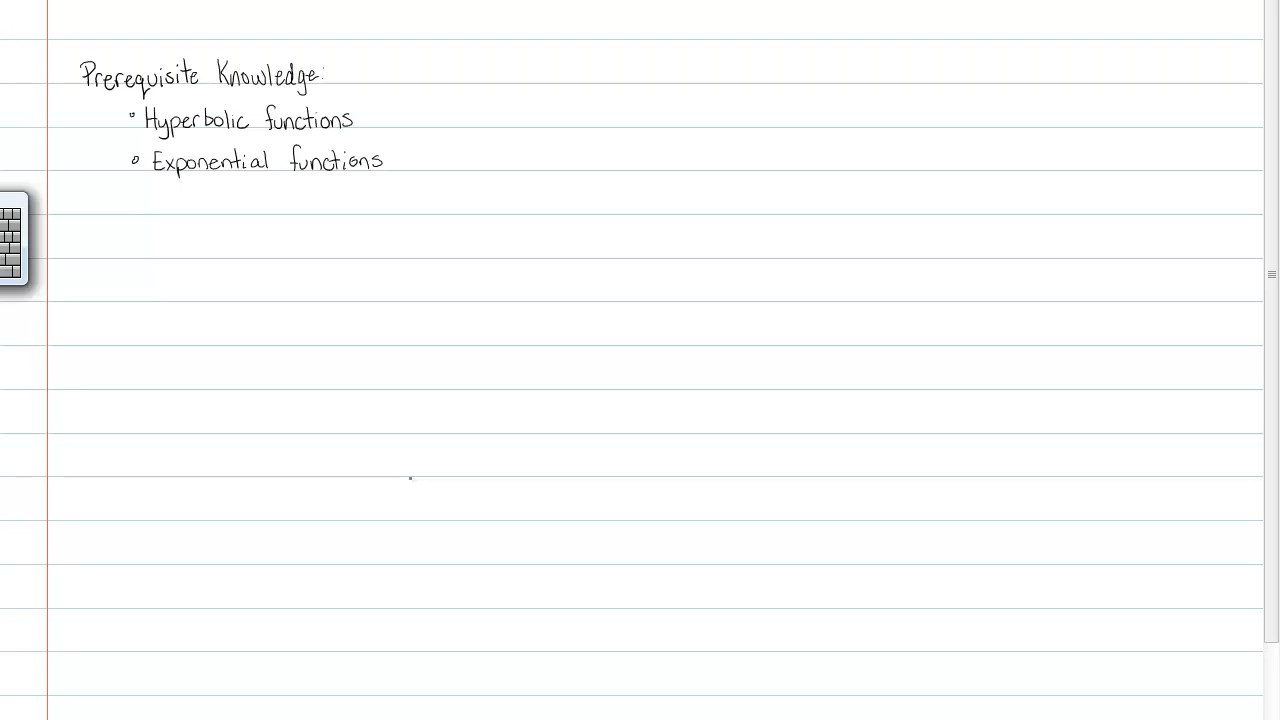 Prerequisite Knowledge:
• Hyperbolic functions
• Exponential functions